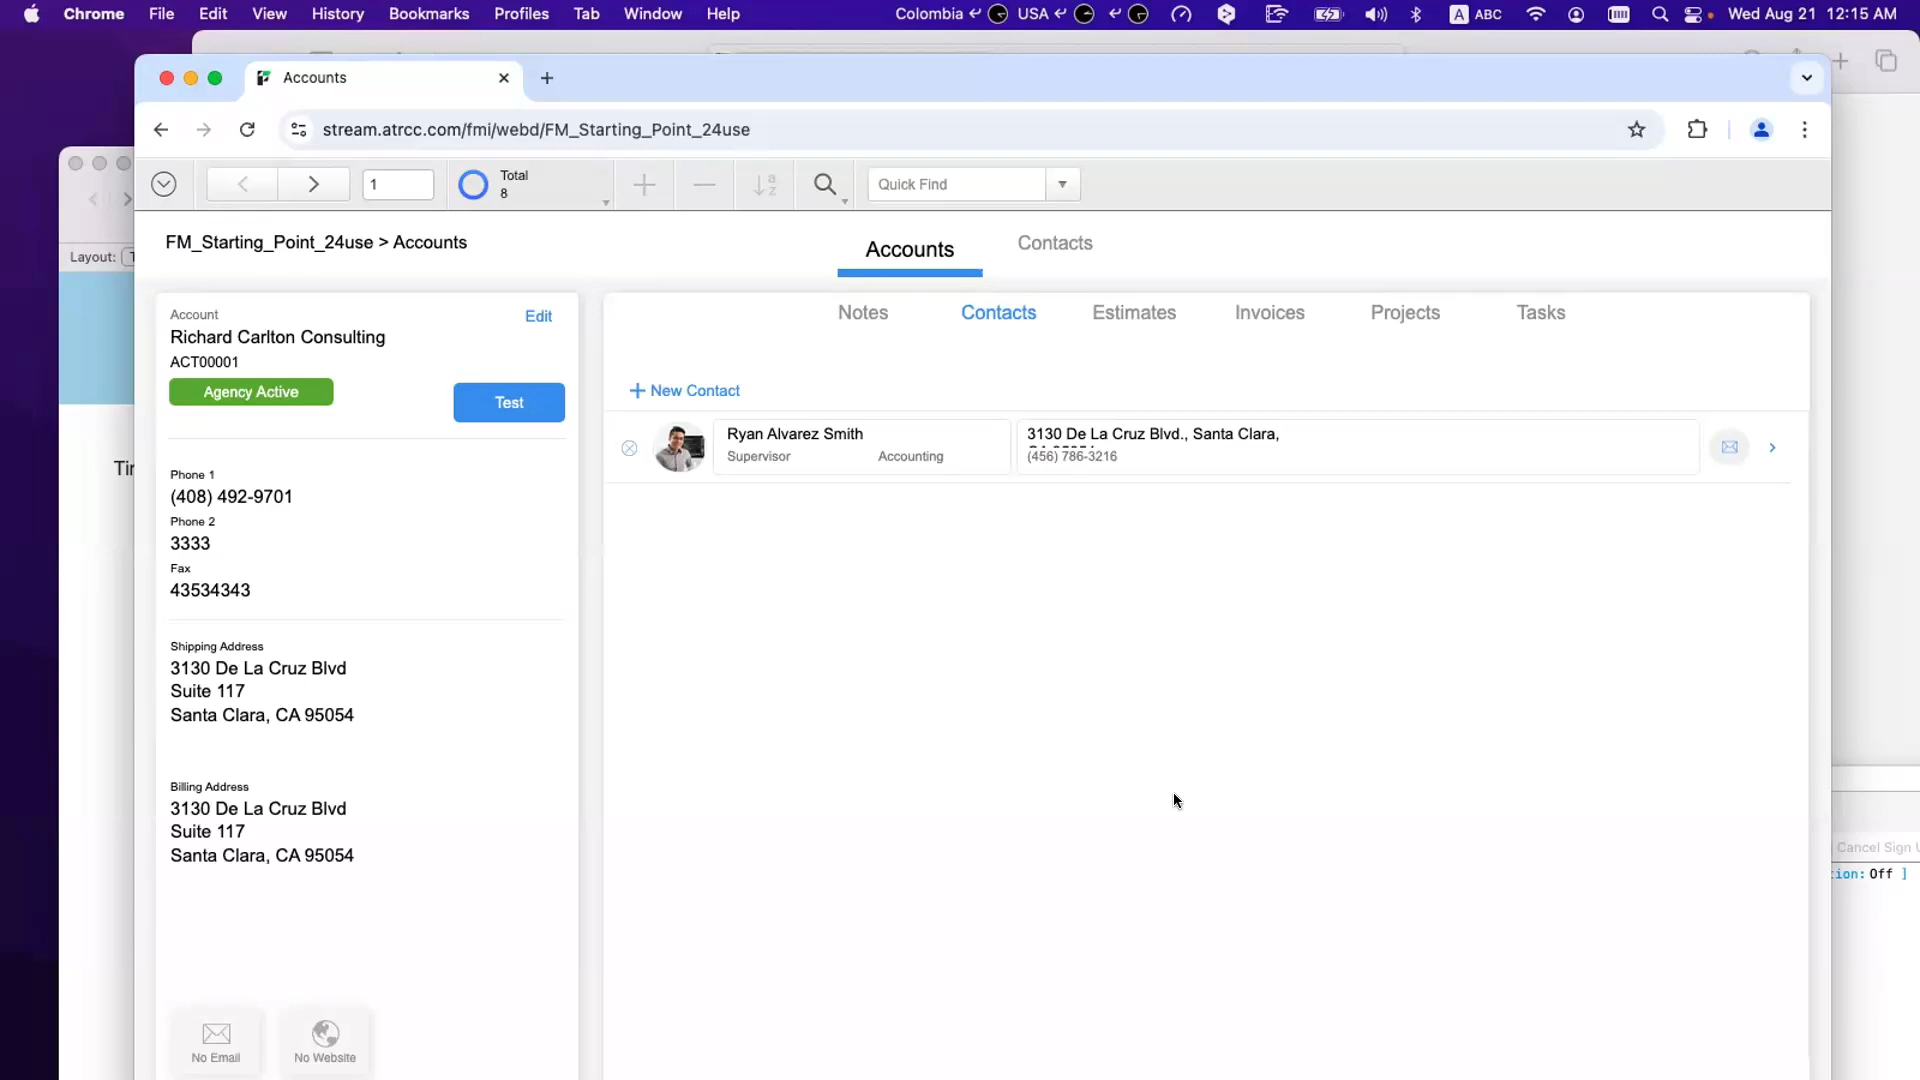 Chrome File Edit View History Bookmarks Profiles Tab Window Help Colombia USA A ABC Wed Aug 21 12:15 AM
Accounts
stream.atrcc.com/fmi/webd/FM_Starting_Point_24use
1
Total
8
Quick Find
Layout:
FM_Starting_Point_24use > Accounts
Accounts Contacts
Account
Edit
Richard Carlton Consulting
ACT00001
Agency Active
Test
Phone 1
(408) 492-9701
Phone 2
3333
Fax
43534343
Shipping Address
3130 De La Cruz Blvd
Suite 117
Santa Clara, CA 95054
Billing Address
3130 De La Cruz Blvd
Suite 117
Santa Clara, CA 95054
No Email No Website
Notes Contacts Estimates Invoices Projects Tasks
+ New Contact
Ryan Alvarez Smith
Supervisor Accounting
3130 De La Cruz Blvd., Santa Clara,
(456) 786-3216
Cancel Sign
Off ]